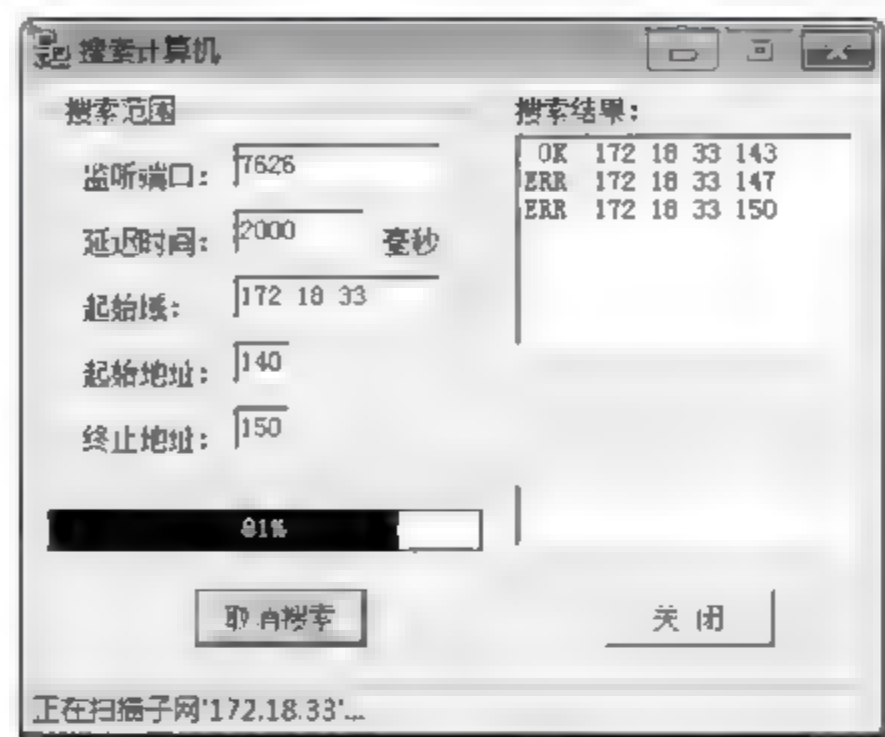 搜索计算机
搜索范围
监听端口: 7626
延迟时间: 2000 毫秒
起始域: 172 18 33
起始地址: 140
终止地址: 150
81%
取消搜索
搜索结果:
OK 172 18 33 143
ERR 172 18 33 147
ERR 172 18 33 150
关闭
正在扫描子网'172.18.33'...